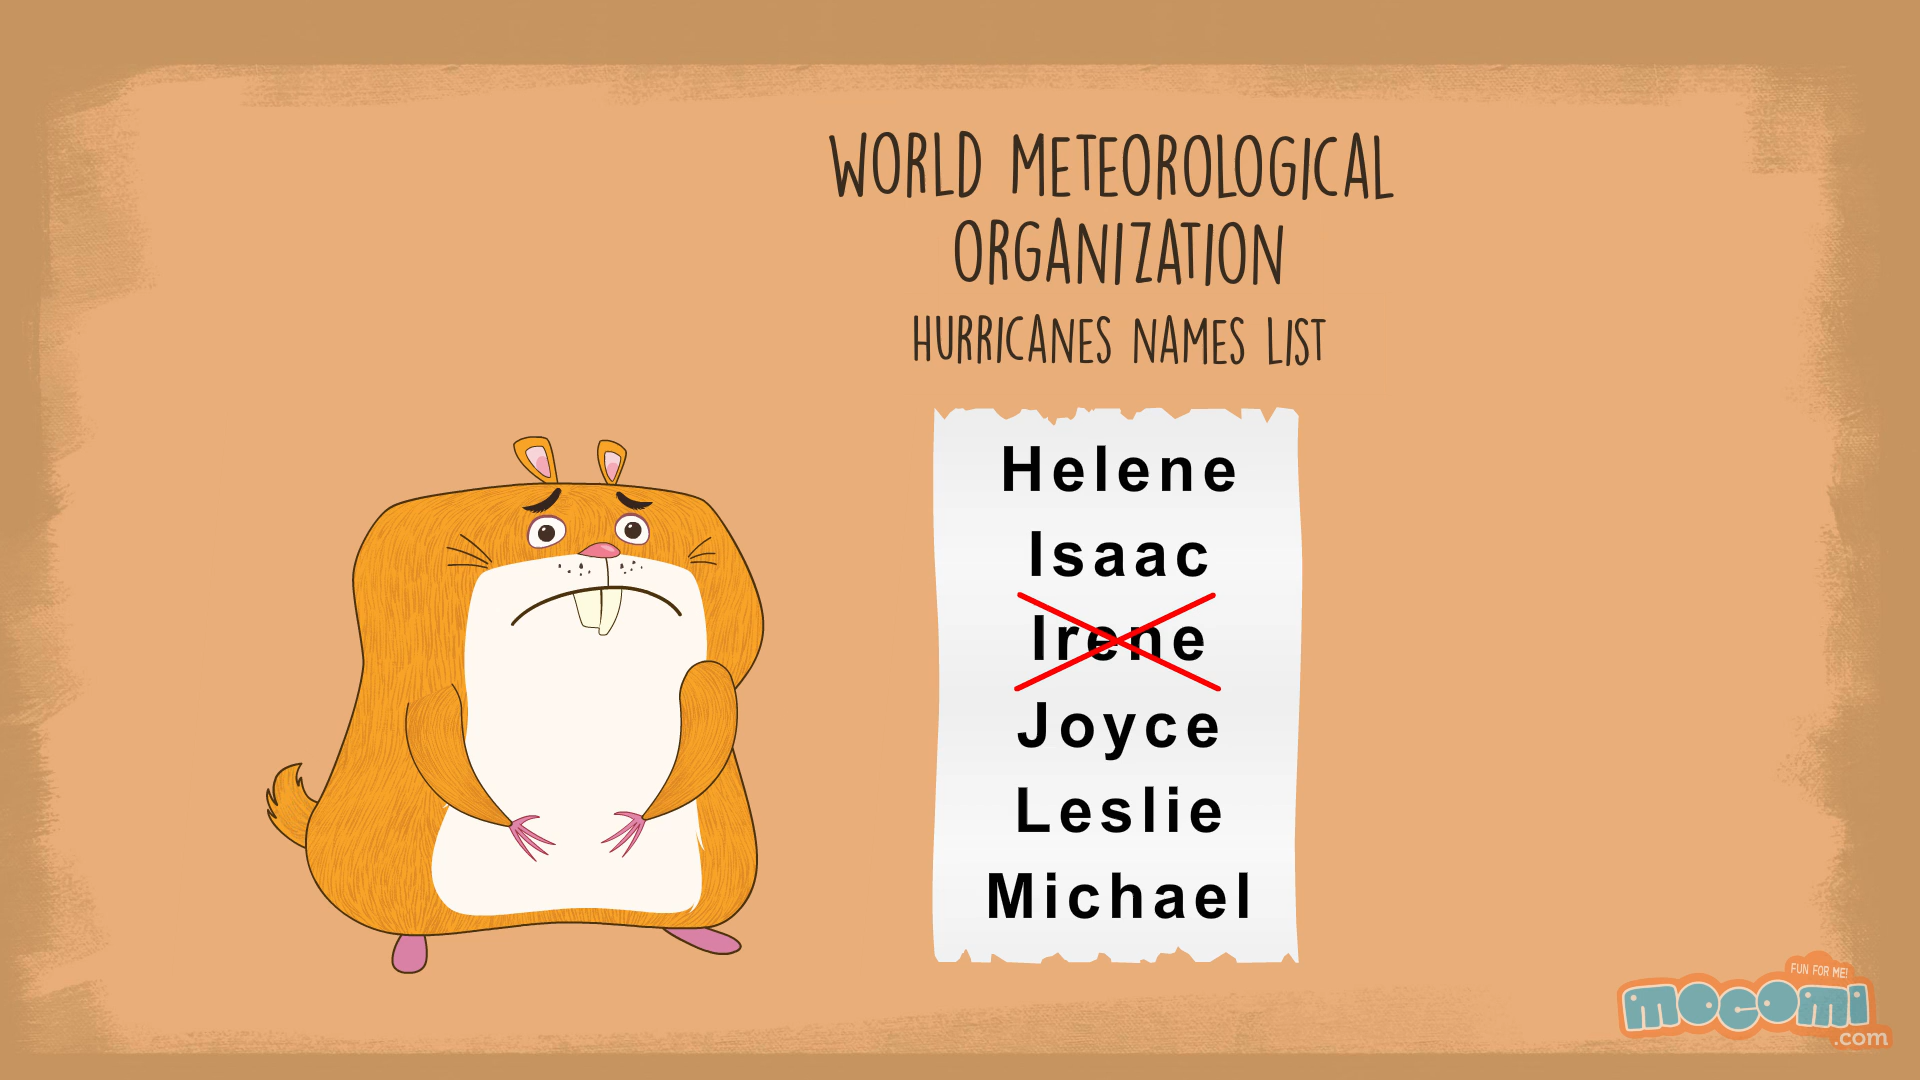 WORLD METEOROLOGICAL
ORGANIZATION
HURRICANES NAMES LIST
Helene
Isaac
Irene
Joyce
Leslie
Michael
FUN FOR ME!
mocomi
.com